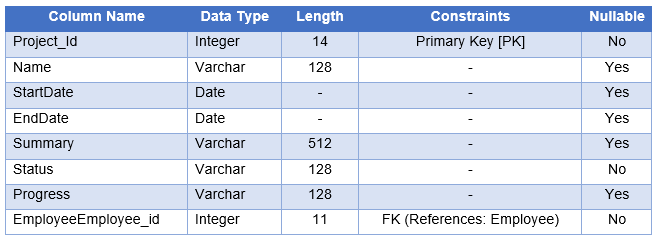 Column Name Data Type Length Constraints Nullable
Project_Id Integer 14 Primary Key [PK] No
Name Varchar 128 - Yes
StartDate Date - - Yes
EndDate Date - - Yes
Summary Varchar 512 - Yes
Status Varchar 128 - No
Progress Varchar 128 - Yes
EmployeeEmployee_id Integer 11 FK (References: Employee) No